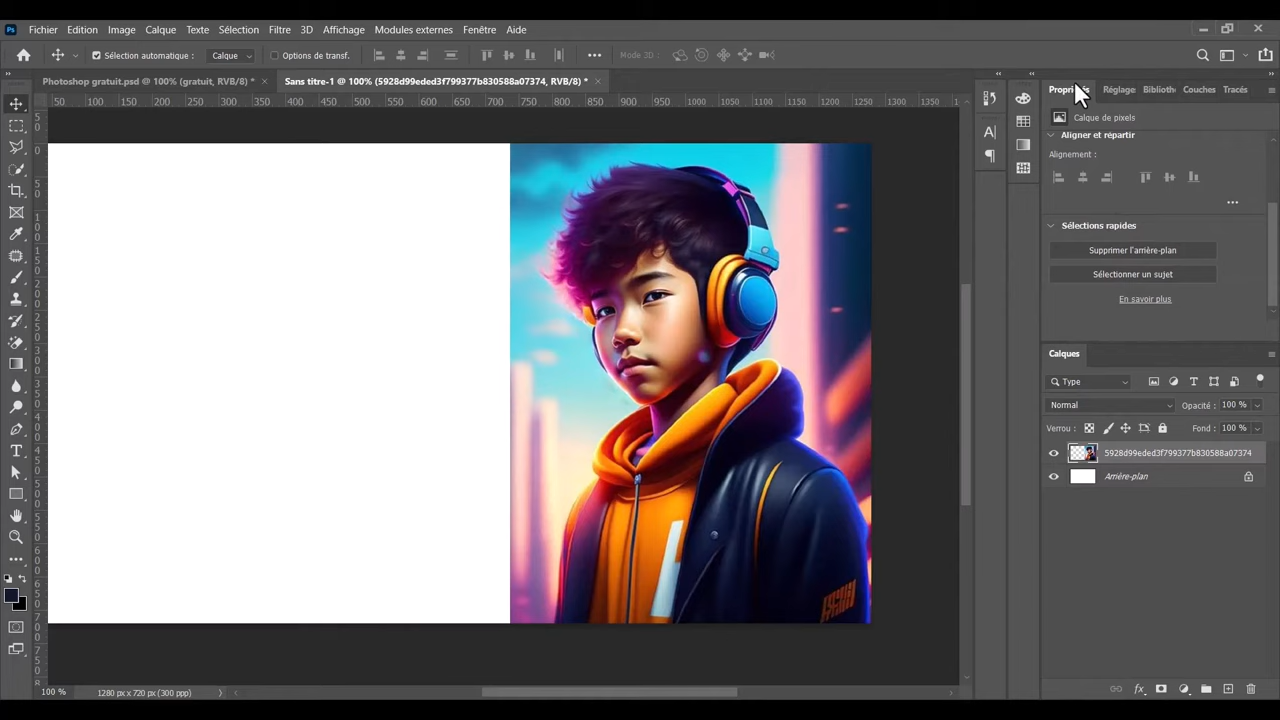 Ps Fichier Edition Image Calque Texte Sélection Filtre 3D Affichage Modules externes Fenêtre Aide
Sélection automatique : Calque Options de transf. Mode 3D :
Photoshop gratuit.psd @ 100% (gratuit, RVB/8) * Sans titre-1 @ 100% (5928d99eded3f799377b830588a07374, RVB/8) *
50 100 150 200 250 300 350 400 450 500 550 600 650 700 750 800 850 900 950 1000 1050 1100 1150 1200 1250 1300 1350
Réglage Biblioth Couches Tracés
Calque de pixels
Aligner et répartir
Alignement :
Sélections rapides
Supprimer l'arrière-plan
Sélectionner un sujet
En savoir plus
Calques
Type
Normal Opacité : 100 %
Verrou : Fond : 100 %
5928d99eded3f799377b830588a07374
Arrière-plan
100 % 1280 px x 720 px (300 ppp)